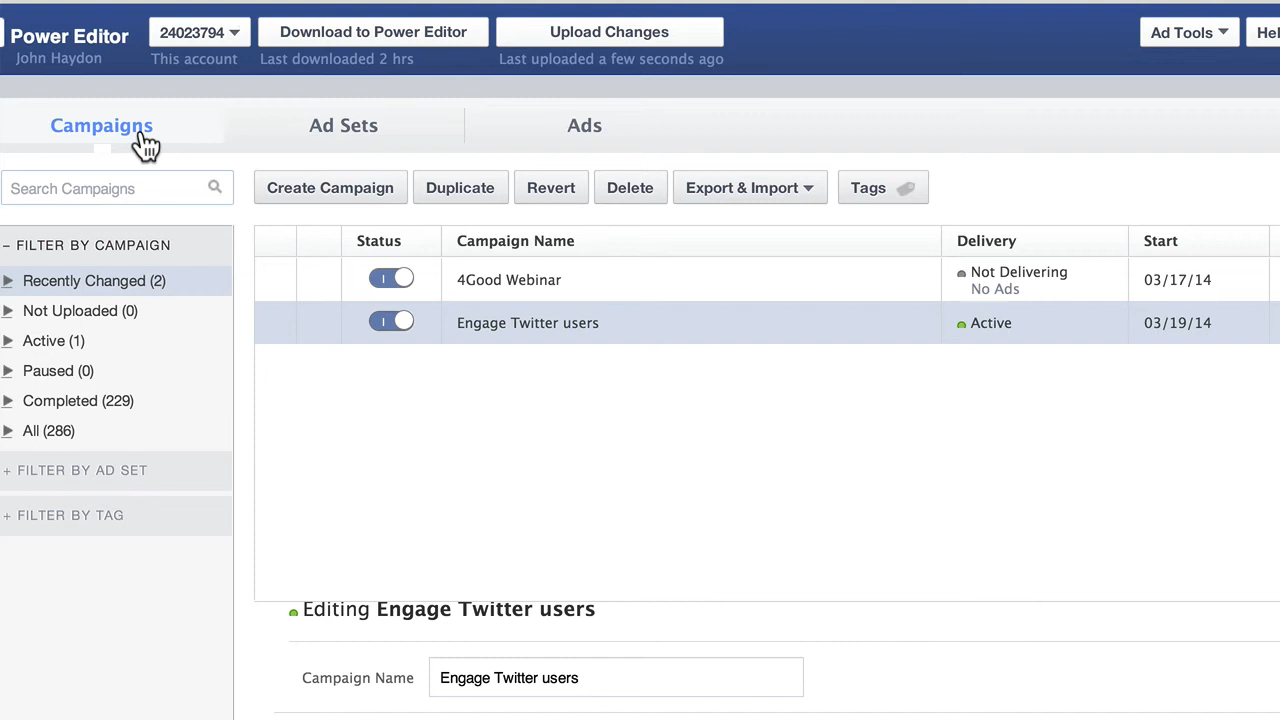 Power Editor
John Haydon
24023794
This account
Download to Power Editor
Last downloaded 2 hrs
Upload Changes
Last uploaded a few seconds ago
Ad Tools
Campaigns
Ad Sets
Ads
Search Campaigns
Create Campaign
Duplicate
Revert
Delete
Export & Import
Tags
– FILTER BY CAMPAIGN
Recently Changed (2)
Not Uploaded (0)
Active (1)
Paused (0)
Completed (229)
All (286)
+ FILTER BY AD SET
+ FILTER BY TAG
Status Campaign Name Delivery Start
4Good Webinar Not Delivering 03/17/14
No Ads
Engage Twitter users Active 03/19/14
Editing Engage Twitter users
Campaign Name Engage Twitter users